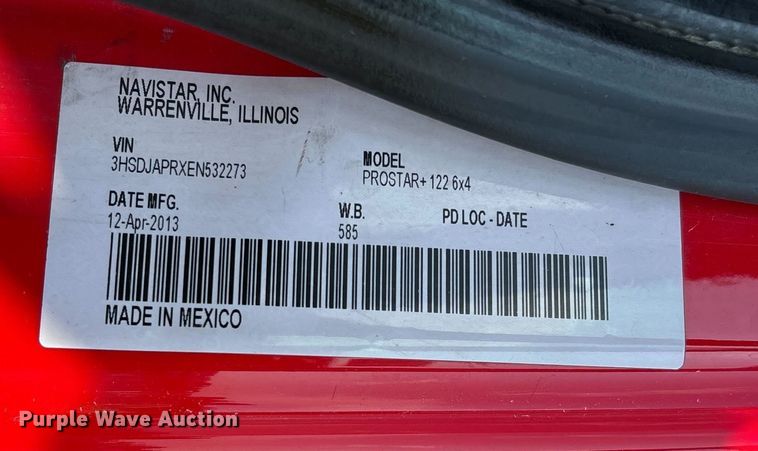 NAVISTAR, INC.
WARRENVILLE, ILLINOIS
VIN
3HSDJAPRXEN532273
MODEL
PROSTAR+ 122 6x4
DATE MFG.
12-Apr-2013
W.B.
585
PD LOC - DATE
MADE IN MEXICO
Purple Wave Auction